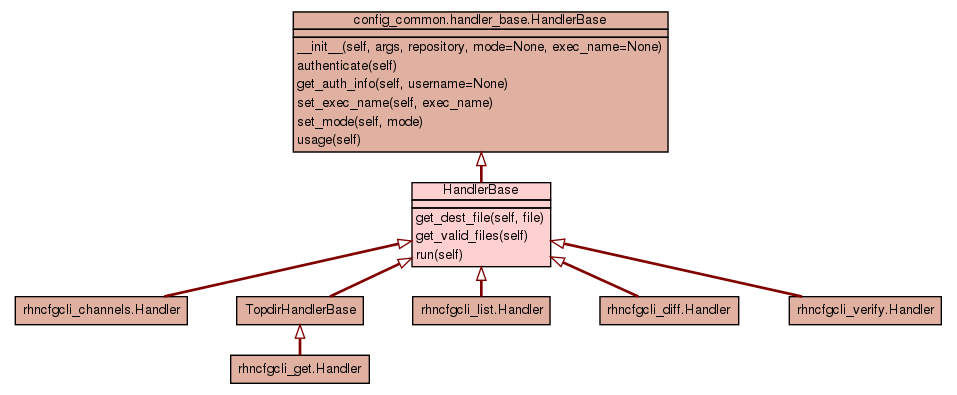 config_common.handler_base.HandlerBase
__init__(self, args, repository, mode=None, exec_name=None)
authenticate(self)
get_auth_info(self, username=None)
set_exec_name(self, exec_name)
set_mode(self, mode)
usage(self)
HandlerBase
get_dest_file(self, file)
get_valid_files(self)
run(self)
rhncfgcli_channels.Handler
TopdirHandlerBase
rhncfgcli_list.Handler
rhncfgcli_diff.Handler
rhncfgcli_verify.Handler
rhncfgcli_get.Handler